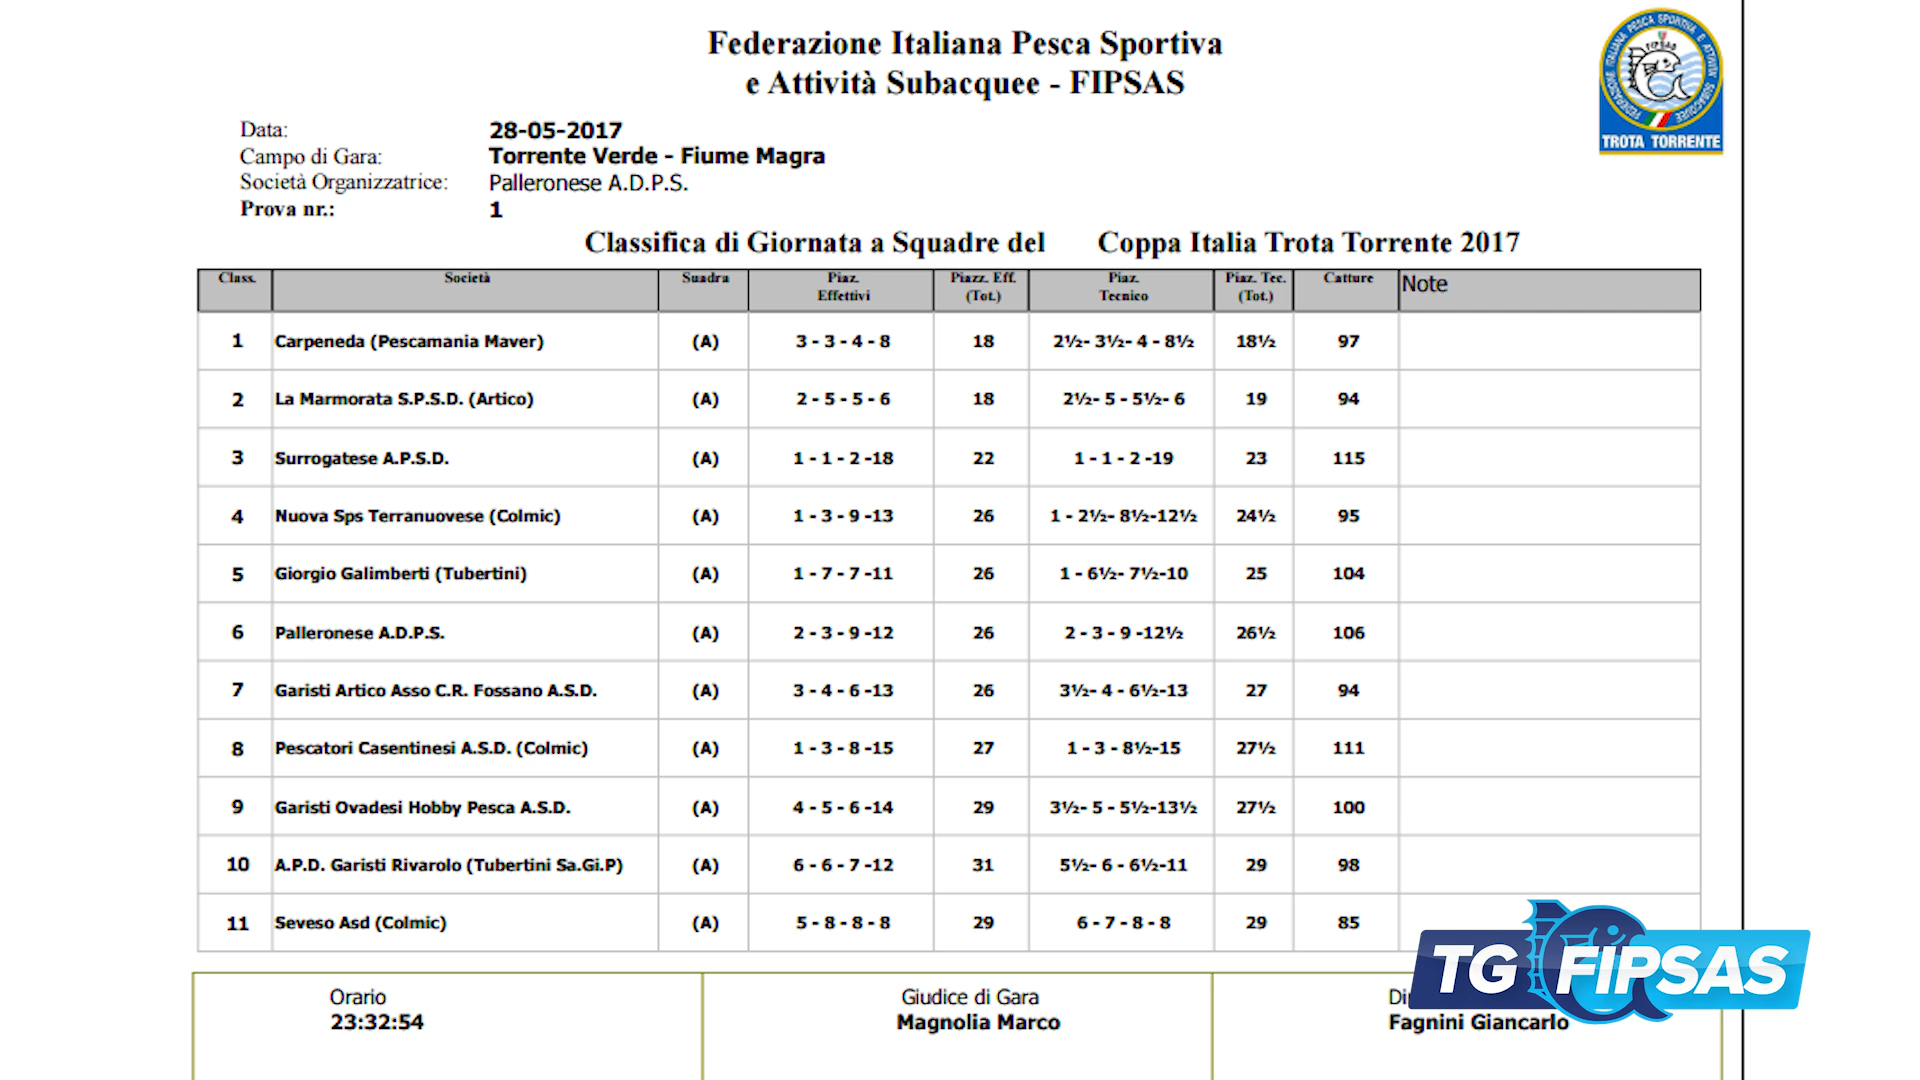 Federazione Italiana Pesca Sportiva
e Attività Subacquee - FIPSAS
FEDERAZIONE ITALIANA PESCA SPORTIVA E ATTIVITA' SUBACQUEE
FIPSAS
TROTA TORRENTE
Data: 28-05-2017
Campo di Gara: Torrente Verde - Fiume Magra
Società Organizzatrice: Palleronese A.D.P.S.
Prova nr.: 1
Classifica di Giornata a Squadre del Coppa Italia Trota Torrente 2017
Class. Società Suadra Piaz. Effettivi Piazz. Eff. (Tot.) Piaz. Tecnico Piaz. Tec. (Tot.) Catture Note
1 Carpeneda (Pescamania Maver) (A) 3 - 3 - 4 - 8 18 2½- 3½- 4 - 8½ 18½ 97
2 La Marmorata S.P.S.D. (Artico) (A) 2 - 5 - 5 - 6 18 2½- 5 - 5½- 6 19 94
3 Surrogatese A.P.S.D. (A) 1 - 1 - 2 -18 22 1 - 1 - 2 -19 23 115
4 Nuova Sps Terranuovese (Colmic) (A) 1 - 3 - 9 -13 26 1 - 2½- 8½-12½ 24½ 95
5 Giorgio Galimberti (Tubertini) (A) 1 - 7 - 7 -11 26 1 - 6½- 7½-10 25 104
6 Palleronese A.D.P.S. (A) 2 - 3 - 9 -12 26 2 - 3 - 9 -12½ 26½ 106
7 Garisti Artico Asso C.R. Fossano A.S.D. (A) 3 - 4 - 6 -13 26 3½- 4 - 6½-13 27 94
8 Pescatori Casentinesi A.S.D. (Colmic) (A) 1 - 3 - 8 -15 27 1 - 3 - 8½-15 27½ 111
9 Garisti Ovadesi Hobby Pesca A.S.D. (A) 4 - 5 - 6 -14 29 3½- 5 - 5½-13½ 27½ 100
10 A.P.D. Garisti Rivarolo (Tubertini Sa.Gi.P) (A) 6 - 6 - 7 -12 31 5½- 6 - 6½-11 29 98
11 Seveso Asd (Colmic) (A) 5 - 8 - 8 - 8 29 6 - 7 - 8 - 8 29 85
TG FIPSAS
Orario Giudice di Gara
23:32:54 Magnolia Marco Fagnini Giancarlo